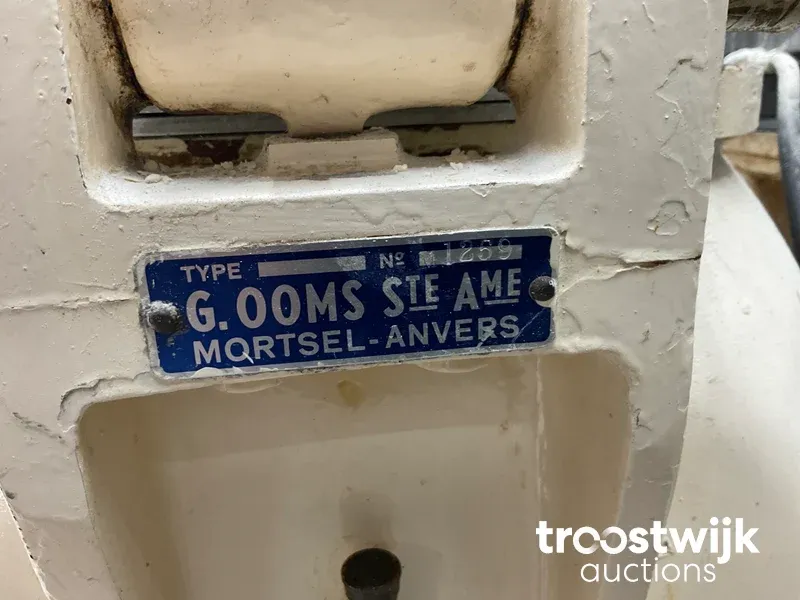 TYPE Nº 1259
G. OOMS STE AME
MORTSEL-ANVERS
troostwijk
auctions